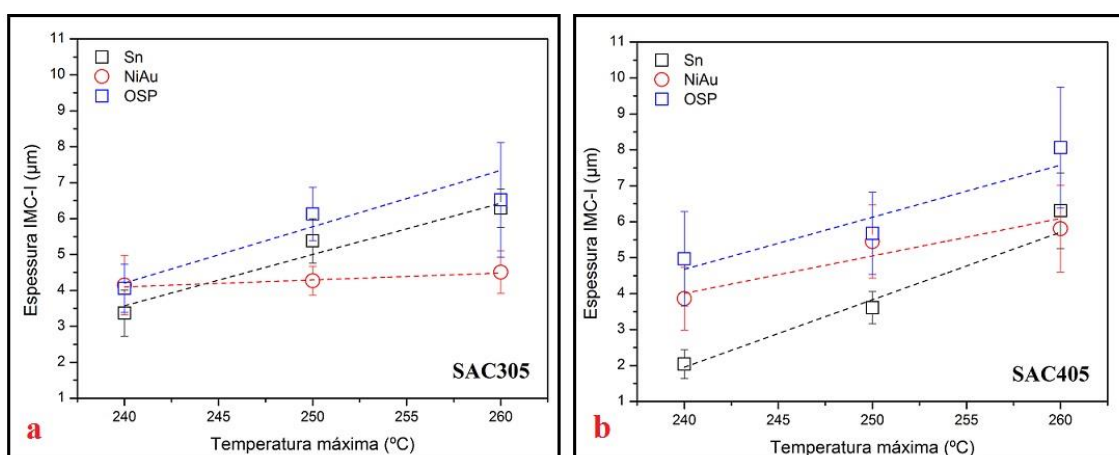 11
10
9
8
7
6
5
4
3
2
1
Espessura IMC-I (µm)
Sn
NiAu
OSP
SAC305
240
245
250
255
260
Temperatura máxima (ºC)
a
11
10
9
8
7
6
5
4
3
2
1
Espessura IMC-I (µm)
Sn
NiAu
OSP
SAC405
240
245
250
255
260
Temperatura máxima (ºC)
b